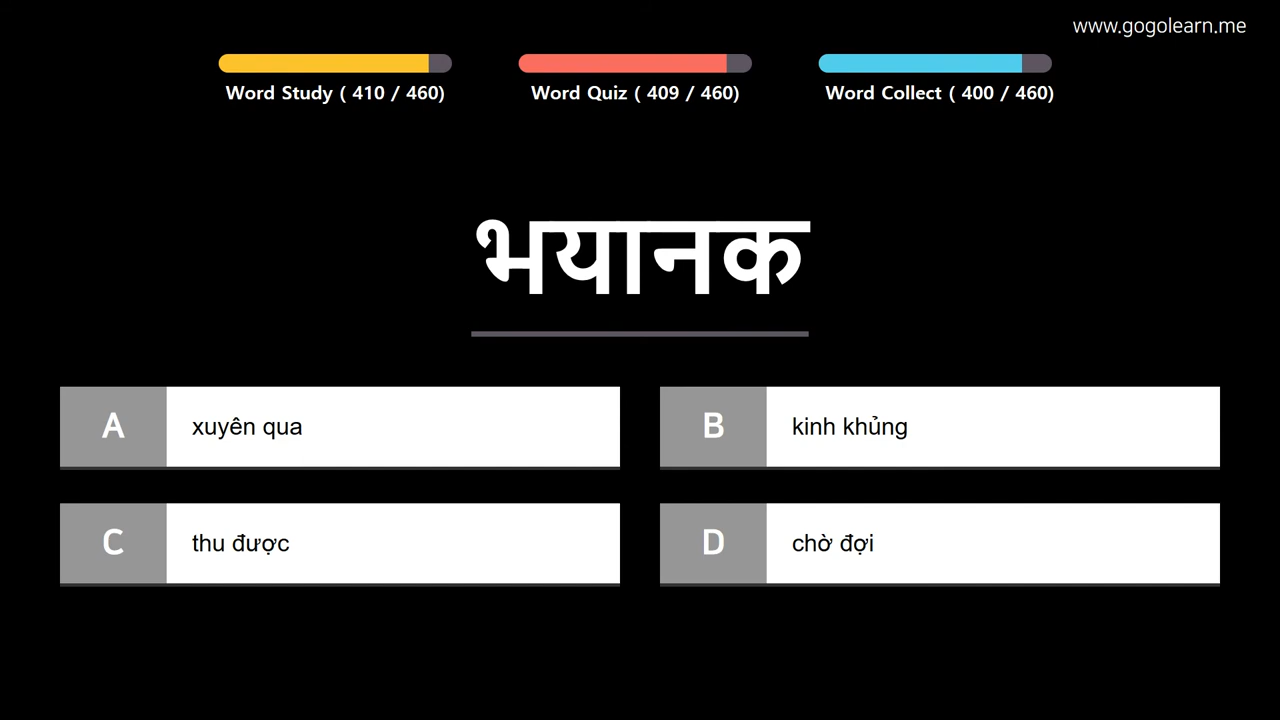 www.gogolearn.me
Word Study ( 410 / 460)
Word Quiz ( 409 / 460)
Word Collect ( 400 / 460)
भयानक
A xuyên qua
B kinh khủng
C thu được
D chờ đợi